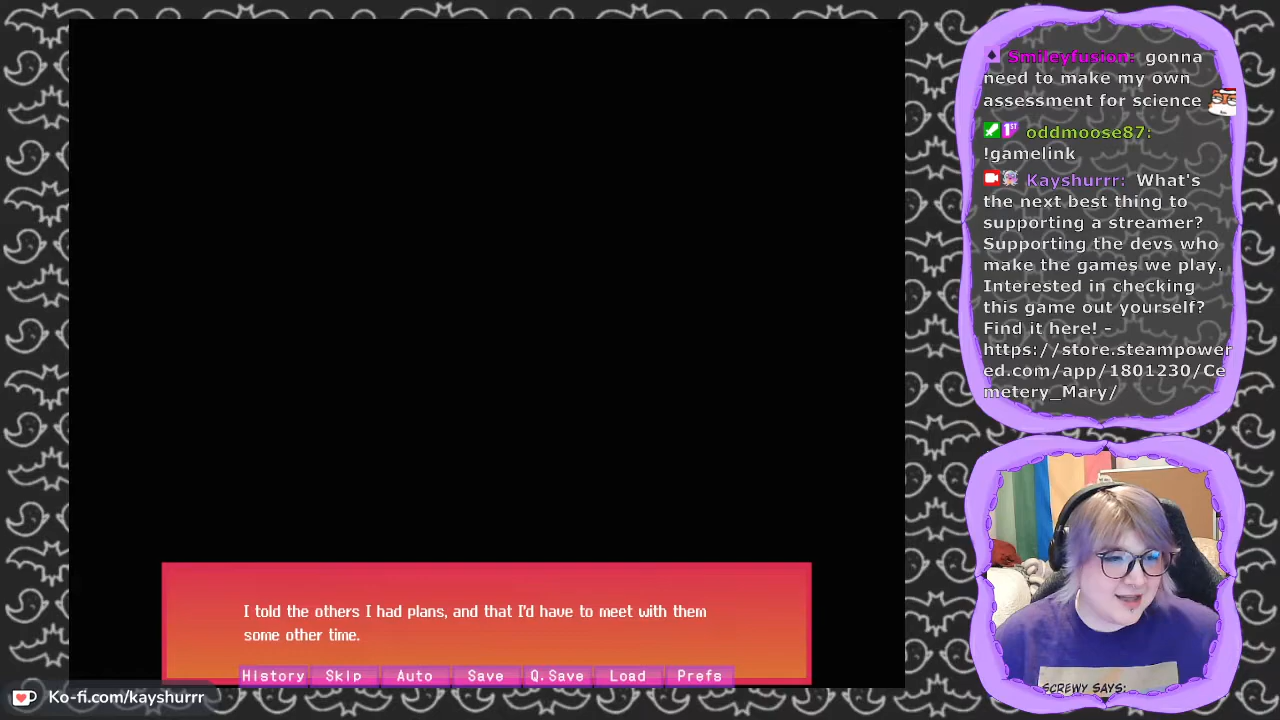 Smileyfusion: gonna
need to make my own
assessment for science
1ST oddmoose87:
!gamelink
Kayshurrr: What's
the next best thing to
supporting a streamer?
Supporting the devs who
make the games we play.
Interested in checking
this game out yourself?
Find it here! -
https://store.steampower
ed.com/app/1801230/Ce
metery_Mary/
I told the others I had plans, and that I'd have to meet with them
some other time.
History Skip Auto Save Q.Save Load Prefs
Ko-fi.com/kayshurrr
SCREWY SAYS: